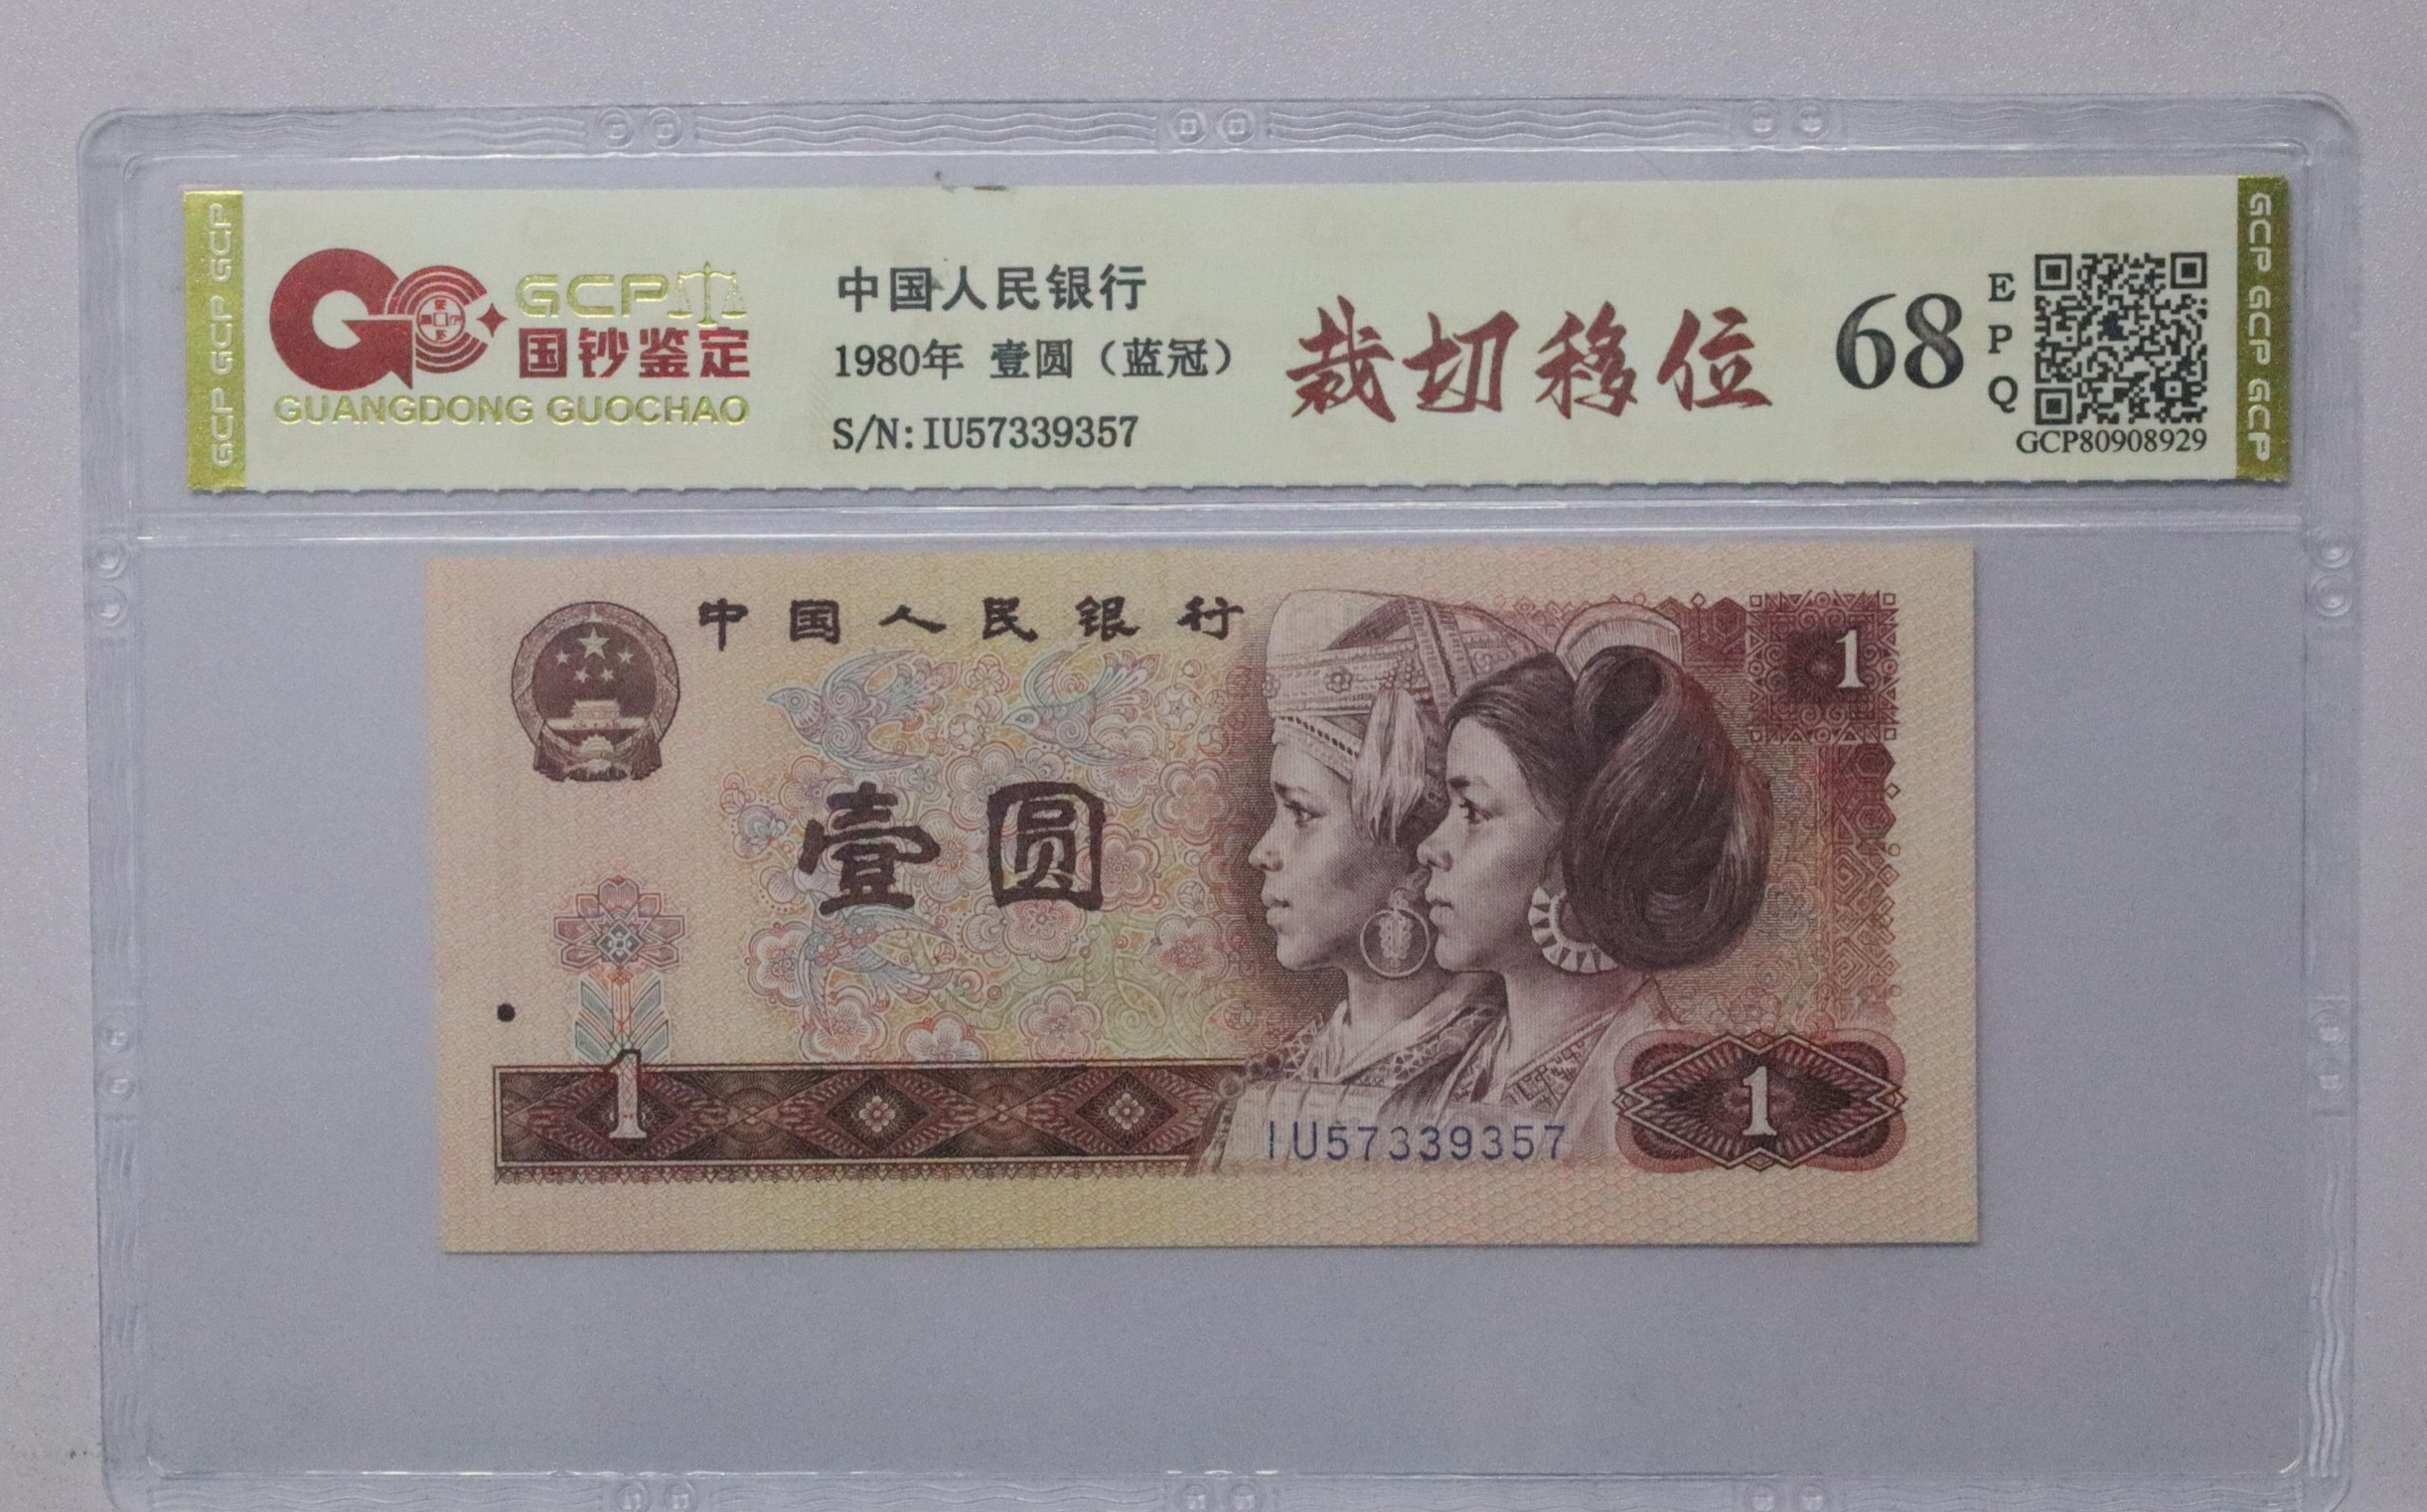 GCP GCP GCP
GCP
国钞鉴定
GUANGDONG GUOCHAO
中国人民银行
1980年 壹圆（蓝冠）
S/N:IU57339357
裁切移位
68
EPQ
GCP80908929
GCP GCP GCP
中国人民银行
1
壹圆
1
1
IU57339357